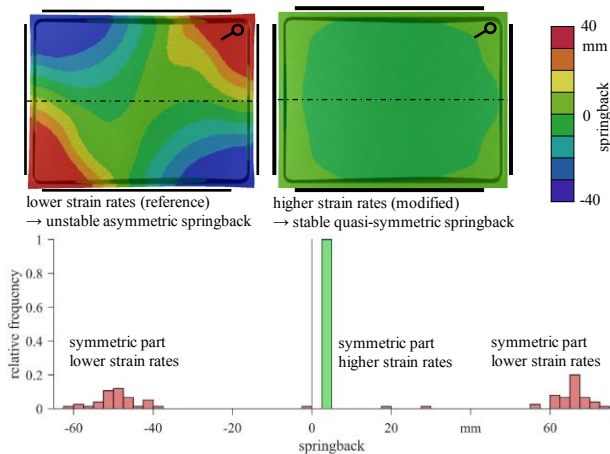 40
mm
0
-40
springback
lower strain rates (reference)
→ unstable asymmetric springback
higher strain rates (modified)
→ stable quasi-symmetric springback
relative frequency
1
0.8
0.6
0.4
0.2
0
symmetric part
lower strain rates
symmetric part
higher strain rates
symmetric part
lower strain rates
-60
-40
-20
0
20
mm
60
springback